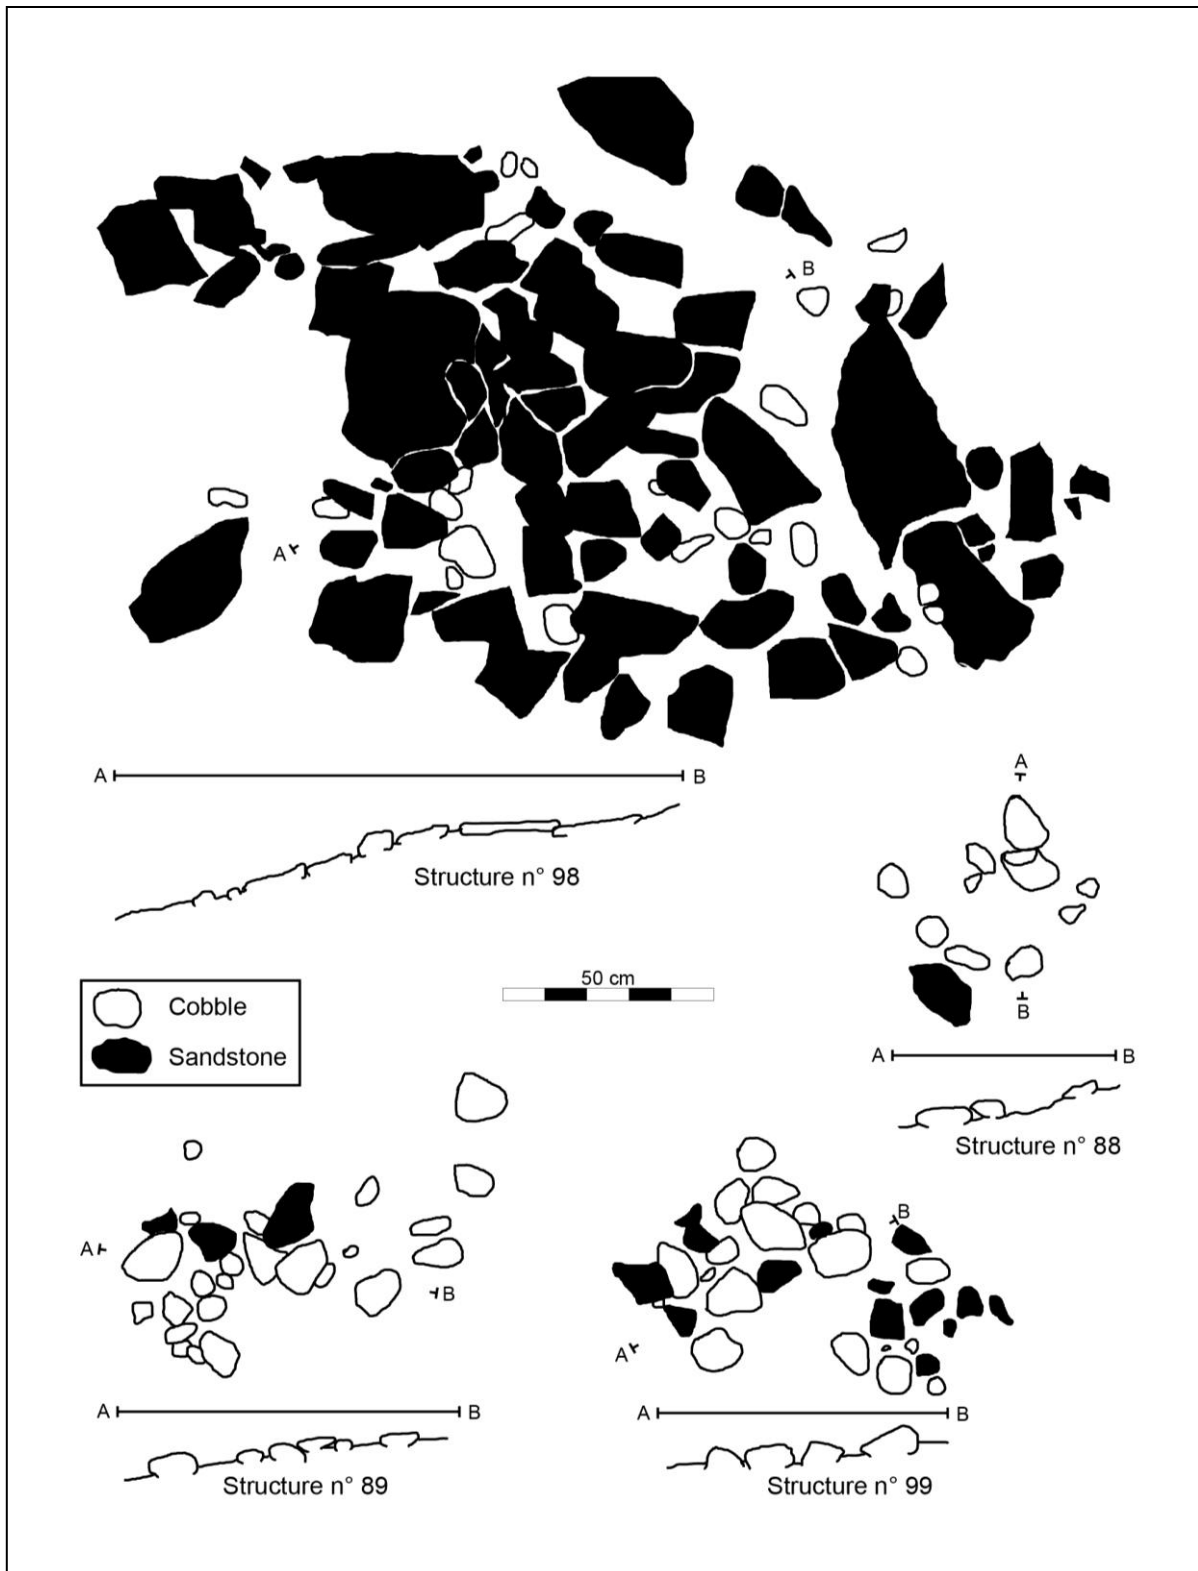 B
A
A B
Structure n° 98
A
B
50 cm
Cobble
Sandstone
A B
Structure n° 88
A
B
A B
Structure n° 89
B
A
A B
Structure n° 99